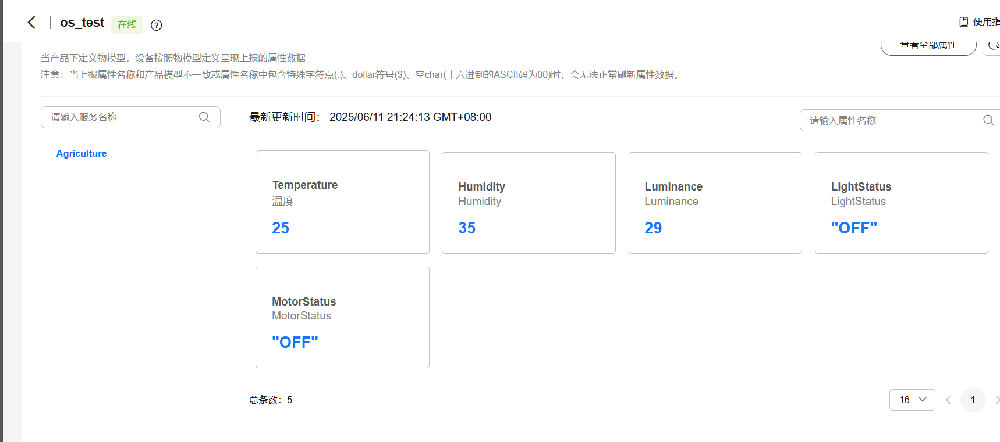 os_test 在线
使用指
查看全部属性
当产品下定义物模型，设备按照物模型定义呈现上报的属性数据
注意：当上报属性名称和产品模型不一致或属性名称中包含特殊字符点(.)、dollar符号($)、空char(十六进制的ASCII码为00)时，会无法正常刷新属性数据。
请输入服务名称
Agriculture
最新更新时间： 2025/06/11 21:24:13 GMT+08:00
请输入属性名称
Temperature
温度
25
Humidity
Humidity
35
Luminance
Luminance
29
LightStatus
LightStatus
"OFF"
MotorStatus
MotorStatus
"OFF"
总条数：5
16
1